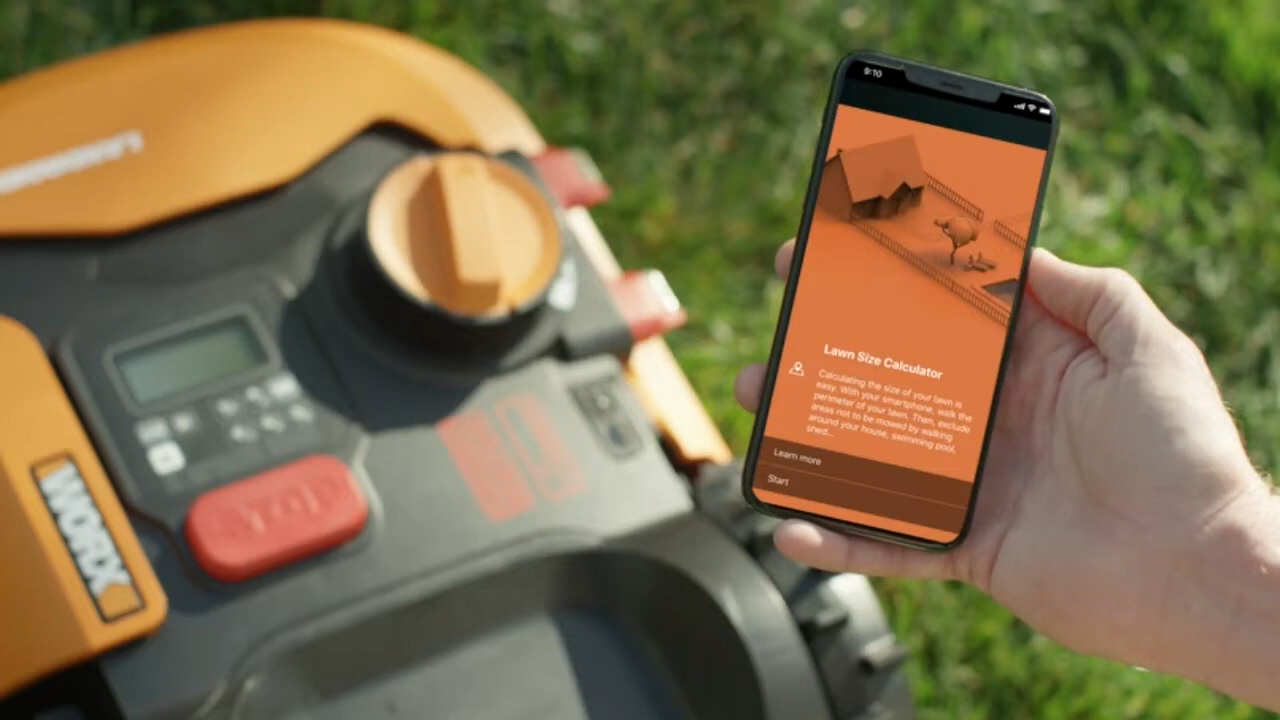 9:10
Lawn Size Calculator
Calculating the size of your lawn is
easy. With your smartphone, walk the
perimeter of your lawn. Then, exclude
areas not to be mowed by walking
around your house, swimming pool,
shed...
Learn more
Start
WORX